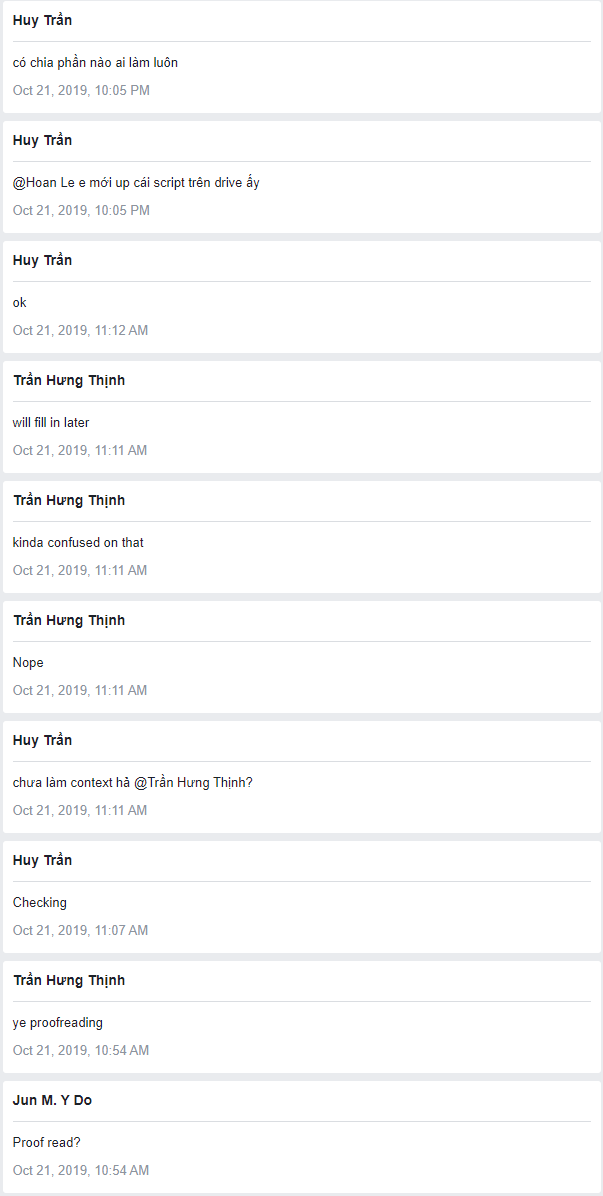 Huy Trần
có chia phần nào ai làm luôn
Oct 21, 2019, 10:05 PM
Huy Trần
@Hoan Le e mới up cái script trên drive ấy
Oct 21, 2019, 10:05 PM
Huy Trần
ok
Oct 21, 2019, 11:12 AM
Trần Hưng Thịnh
will fill in later
Oct 21, 2019, 11:11 AM
Trần Hưng Thịnh
kinda confused on that
Oct 21, 2019, 11:11 AM
Trần Hưng Thịnh
Nope
Oct 21, 2019, 11:11 AM
Huy Trần
chưa làm context hả @Trần Hưng Thịnh?
Oct 21, 2019, 11:11 AM
Huy Trần
Checking
Oct 21, 2019, 11:07 AM
Trần Hưng Thịnh
ye proofreading
Oct 21, 2019, 10:54 AM
Jun M. Y Do
Proof read?
Oct 21, 2019, 10:54 AM